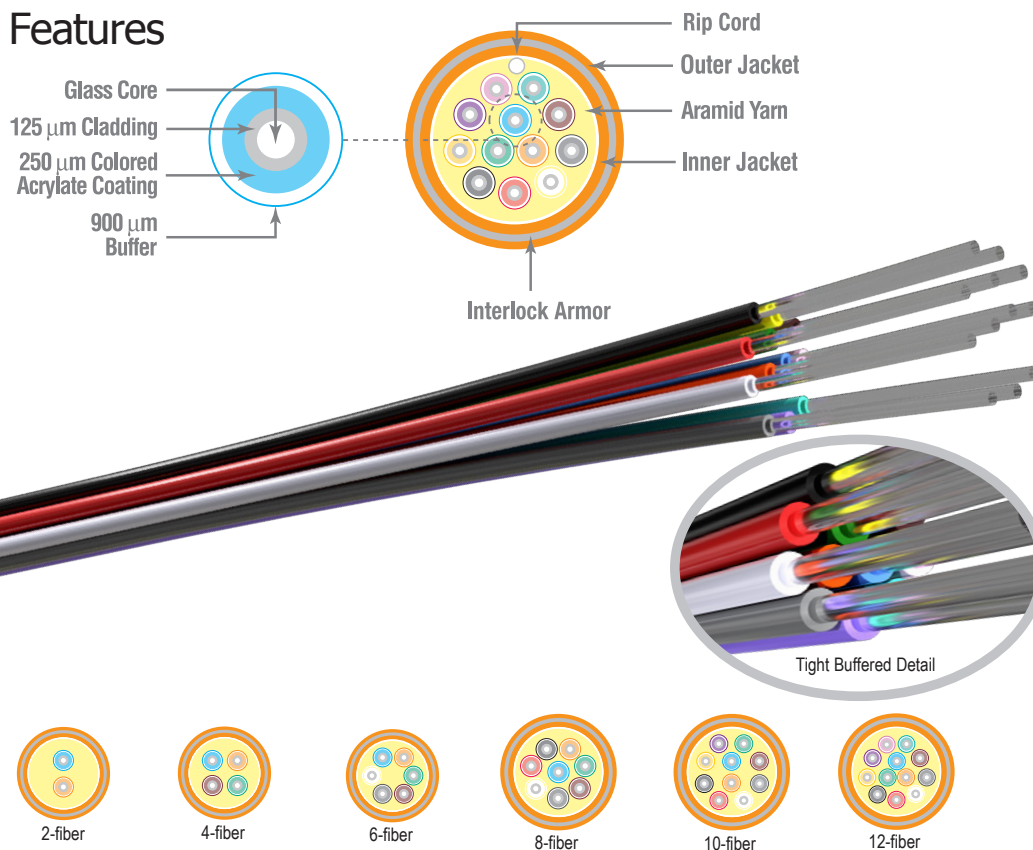 Features
Glass Core
125 μm Cladding
250 μm Colored
Acrylate Coating
900 μm
Buffer
Rip Cord
Outer Jacket
Aramid Yarn
Inner Jacket
Interlock Armor
Tight Buffered Detail
2-fiber
4-fiber
6-fiber
8-fiber
10-fiber
12-fiber